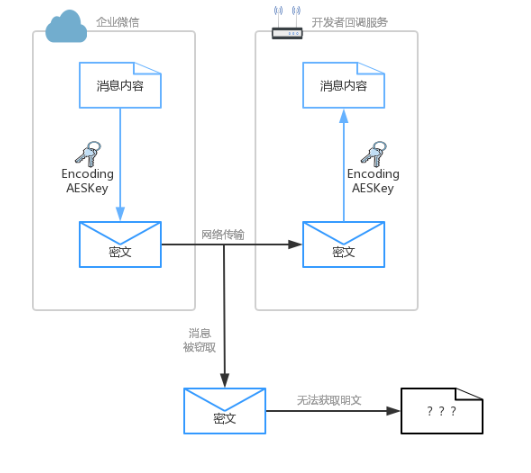 企业微信
开发者回调服务
消息内容
消息内容
Encoding
AESKey
Encoding
AESKey
密文
网络传输
密文
消息
被窃取
密文
无法获取明文
？？？